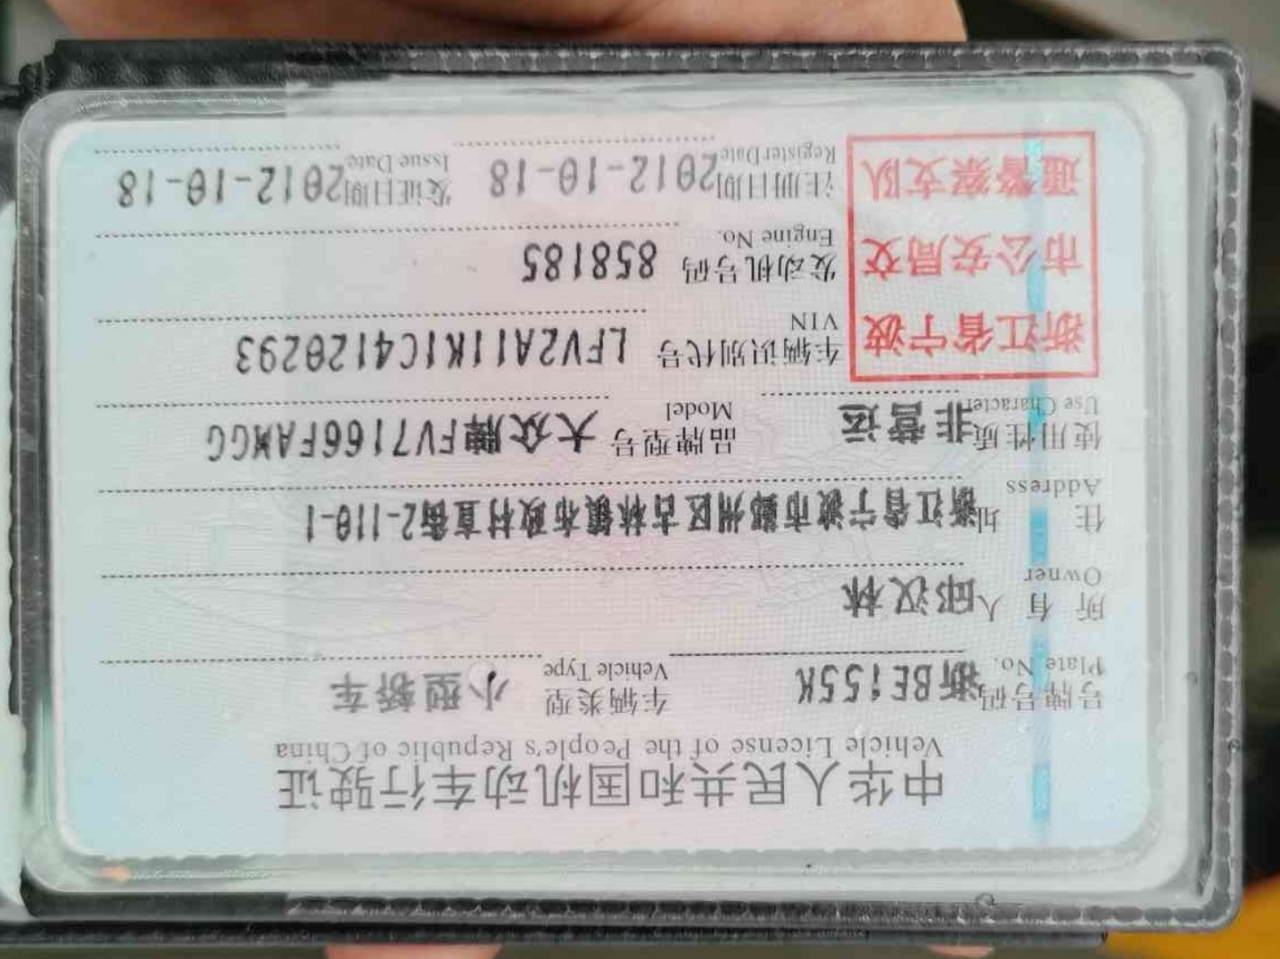 中华人民共和国机动车行驶证
Vehicle License of the People's Republic of China
号牌号码 浙BE155K 车辆类型 小型轿车
Plate No. Vehicle Type
所有人 邱汉林
Owner
住址 浙江省宁波市鄞州区古林镇布政村直街2-110-1
Address
使用性质 非营运 品牌型号 大众牌FV7166FAMGG
Use Character Model
浙江省宁波
市公安局交
通警察支队
车辆识别代号 LFV2A11K1C4120293
VIN
发动机号码 858185
Engine No.
注册日期 2012-10-18 发证日期 2012-10-18
Register Date Issue Date